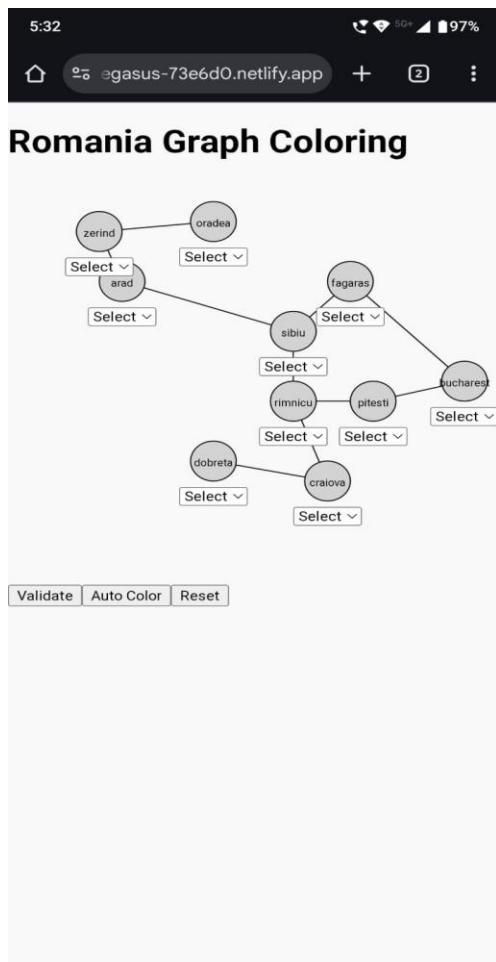 5:32
5G+ 97%
egasus-73e6d0.netlify.app
2
Romania Graph Coloring
oradea
zerind
Select
Select
arad
fagaras
Select
Select
sibiu
Select
bucharest
rimnicu
pitesti
Select
Select
Select
dobreta
craiova
Select
Select
Validate Auto Color Reset